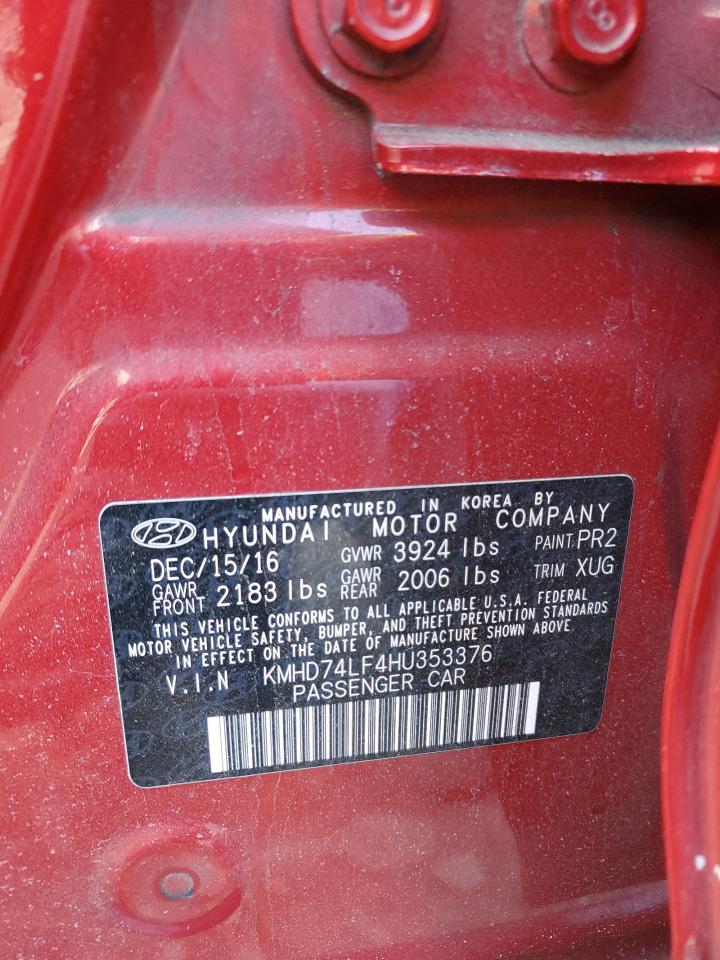 8
MANUFACTURED IN KOREA BY
HYUNDAI MOTOR COMPANY
DEC/15/16 GVWR 3924 lbs PAINT PR2
GAWR FRONT 2183 lbs GAWR REAR 2006 lbs TRIM XUG
THIS VEHICLE CONFORMS TO ALL APPLICABLE U.S.A. FEDERAL
MOTOR VEHICLE SAFETY, BUMPER, AND THEFT PREVENTION STANDARDS
IN EFFECT ON THE DATE OF MANUFACTURE SHOWN ABOVE.
V.I.N KMHD74LF4HU353376
PASSENGER CAR